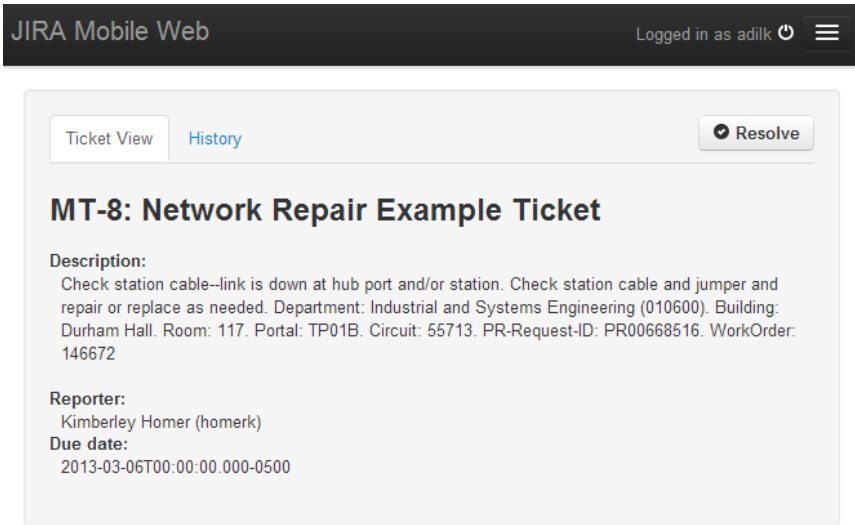 JIRA Mobile Web
Logged in as adilk
Ticket View
History
Resolve
MT-8: Network Repair Example Ticket
Description:
Check station cable--link is down at hub port and/or station. Check station cable and jumper and
repair or replace as needed. Department: Industrial and Systems Engineering (010600). Building:
Durham Hall. Room: 117. Portal: TP01B. Circuit: 55713. PR-Request-ID: PR00668516. WorkOrder:
146672
Reporter:
Kimberley Homer (homerk)
Due date:
2013-03-06T00:00:00.000-0500